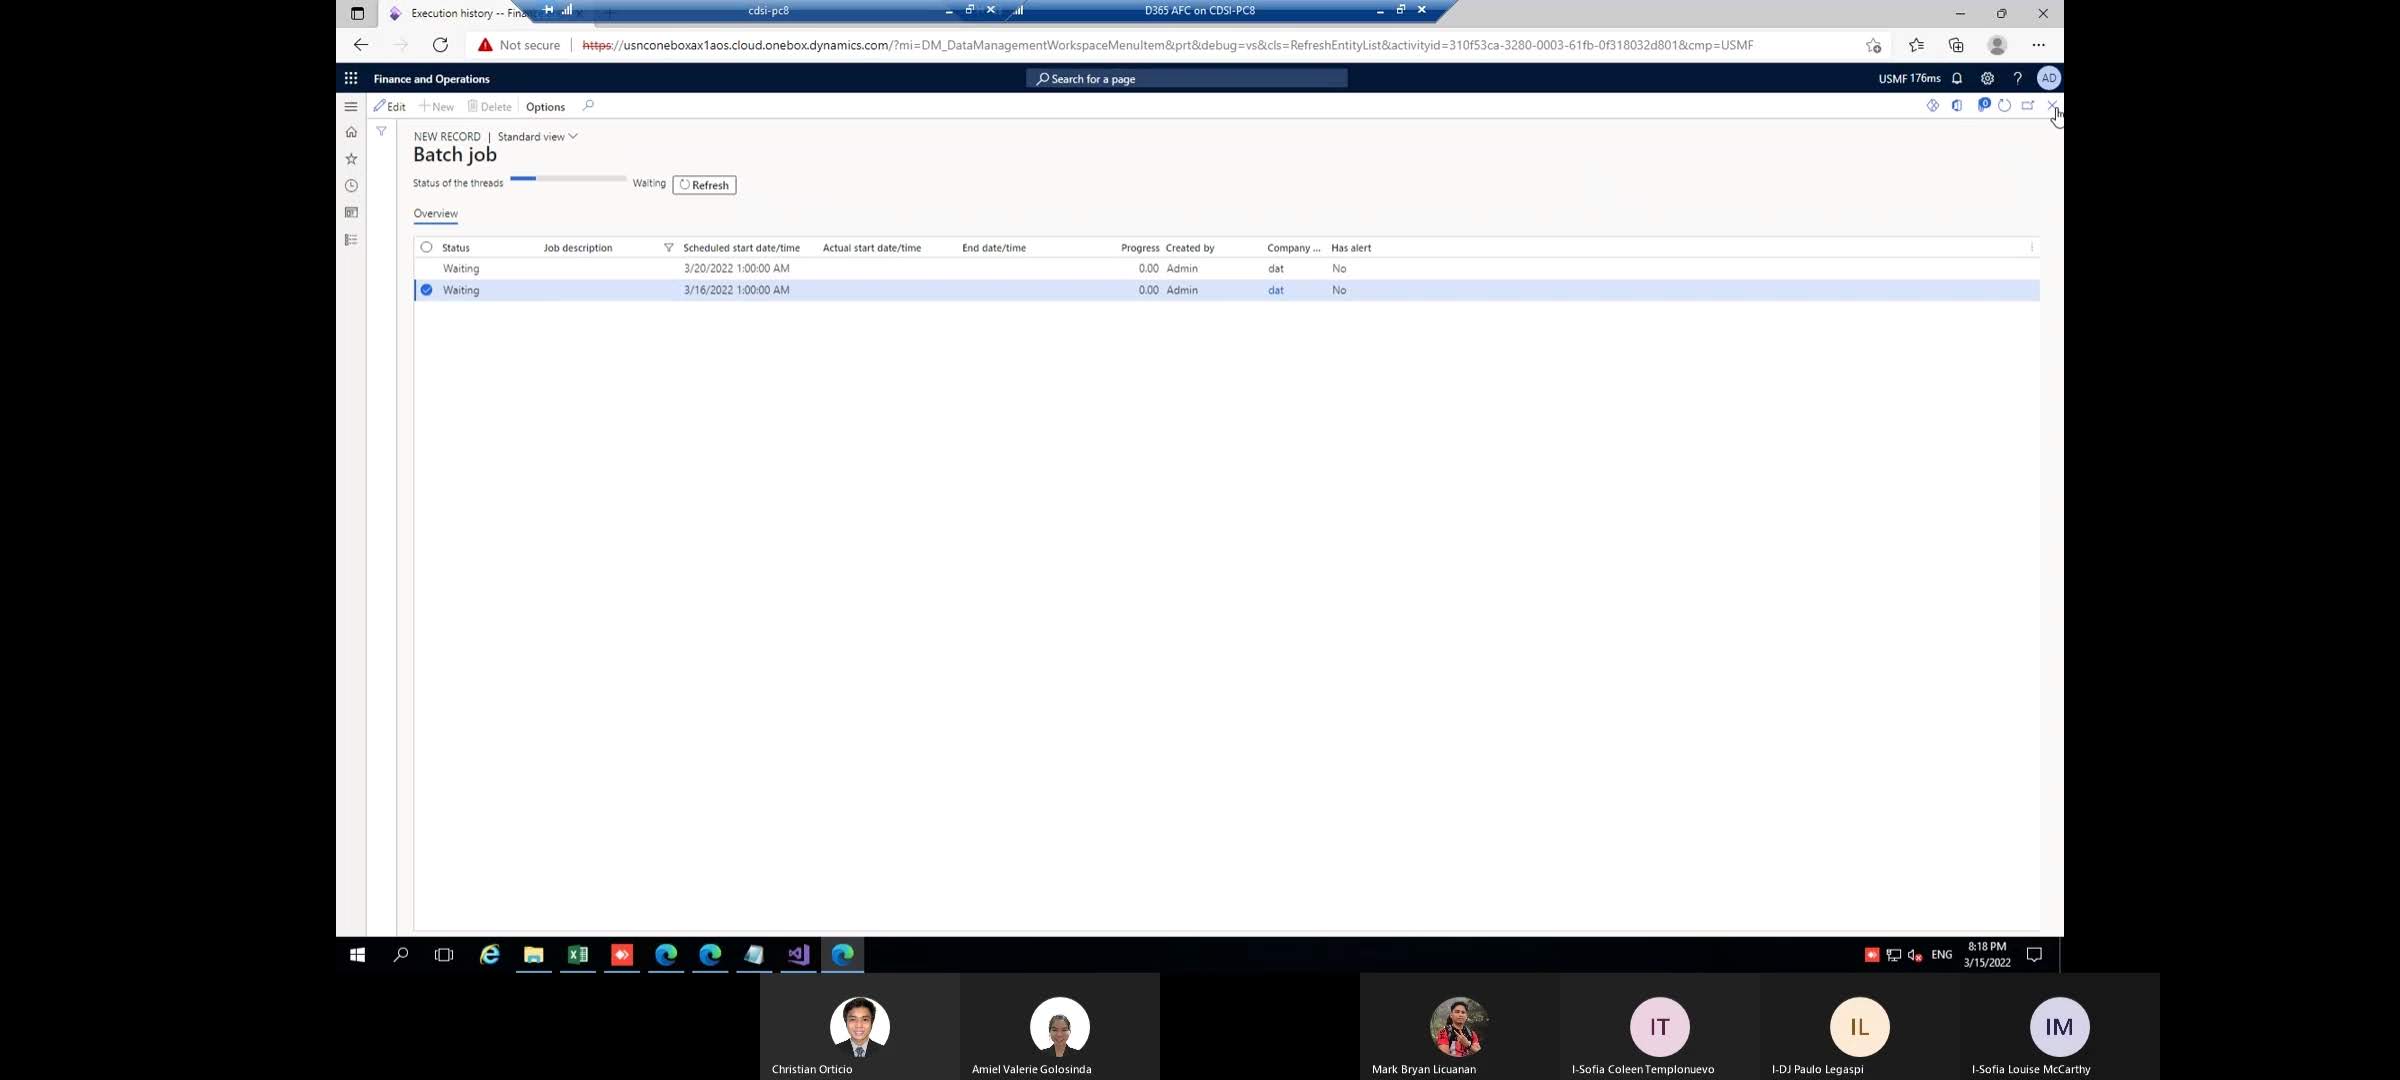 Execution history -- Fin
cdsi-pc8
D365 AFC on CDSI-PC8
Not secure
https://usnconeboxax1aos.cloud.onebox.dynamics.com/?mi=DM_DataManagementWorkspaceMenuItem&prt&debug=vs&cls=RefreshEntityList&activityid=310f53ca-3280-0003-61fb-0f318032d801&cmp=USMF
Finance and Operations
Search for a page
USMF 176ms
? AD
Edit + New Delete Options
0
NEW RECORD | Standard view
Batch job
Status of the threads Waiting Refresh
Overview
Status Job description Scheduled start date/time Actual start date/time End date/time Progress Created by Company ... Has alert
Waiting 3/20/2022 1:00:00 AM 0.00 Admin dat No
Waiting 3/16/2022 1:00:00 AM 0.00 Admin dat No
ENG
8:18 PM
3/15/2022
IT IL IM
Christian Orticio Amiel Valerie Golosinda Mark Bryan Licuanan I-Sofia Coleen Templonuevo I-DJ Paulo Legaspi I-Sofia Louise McCarthy